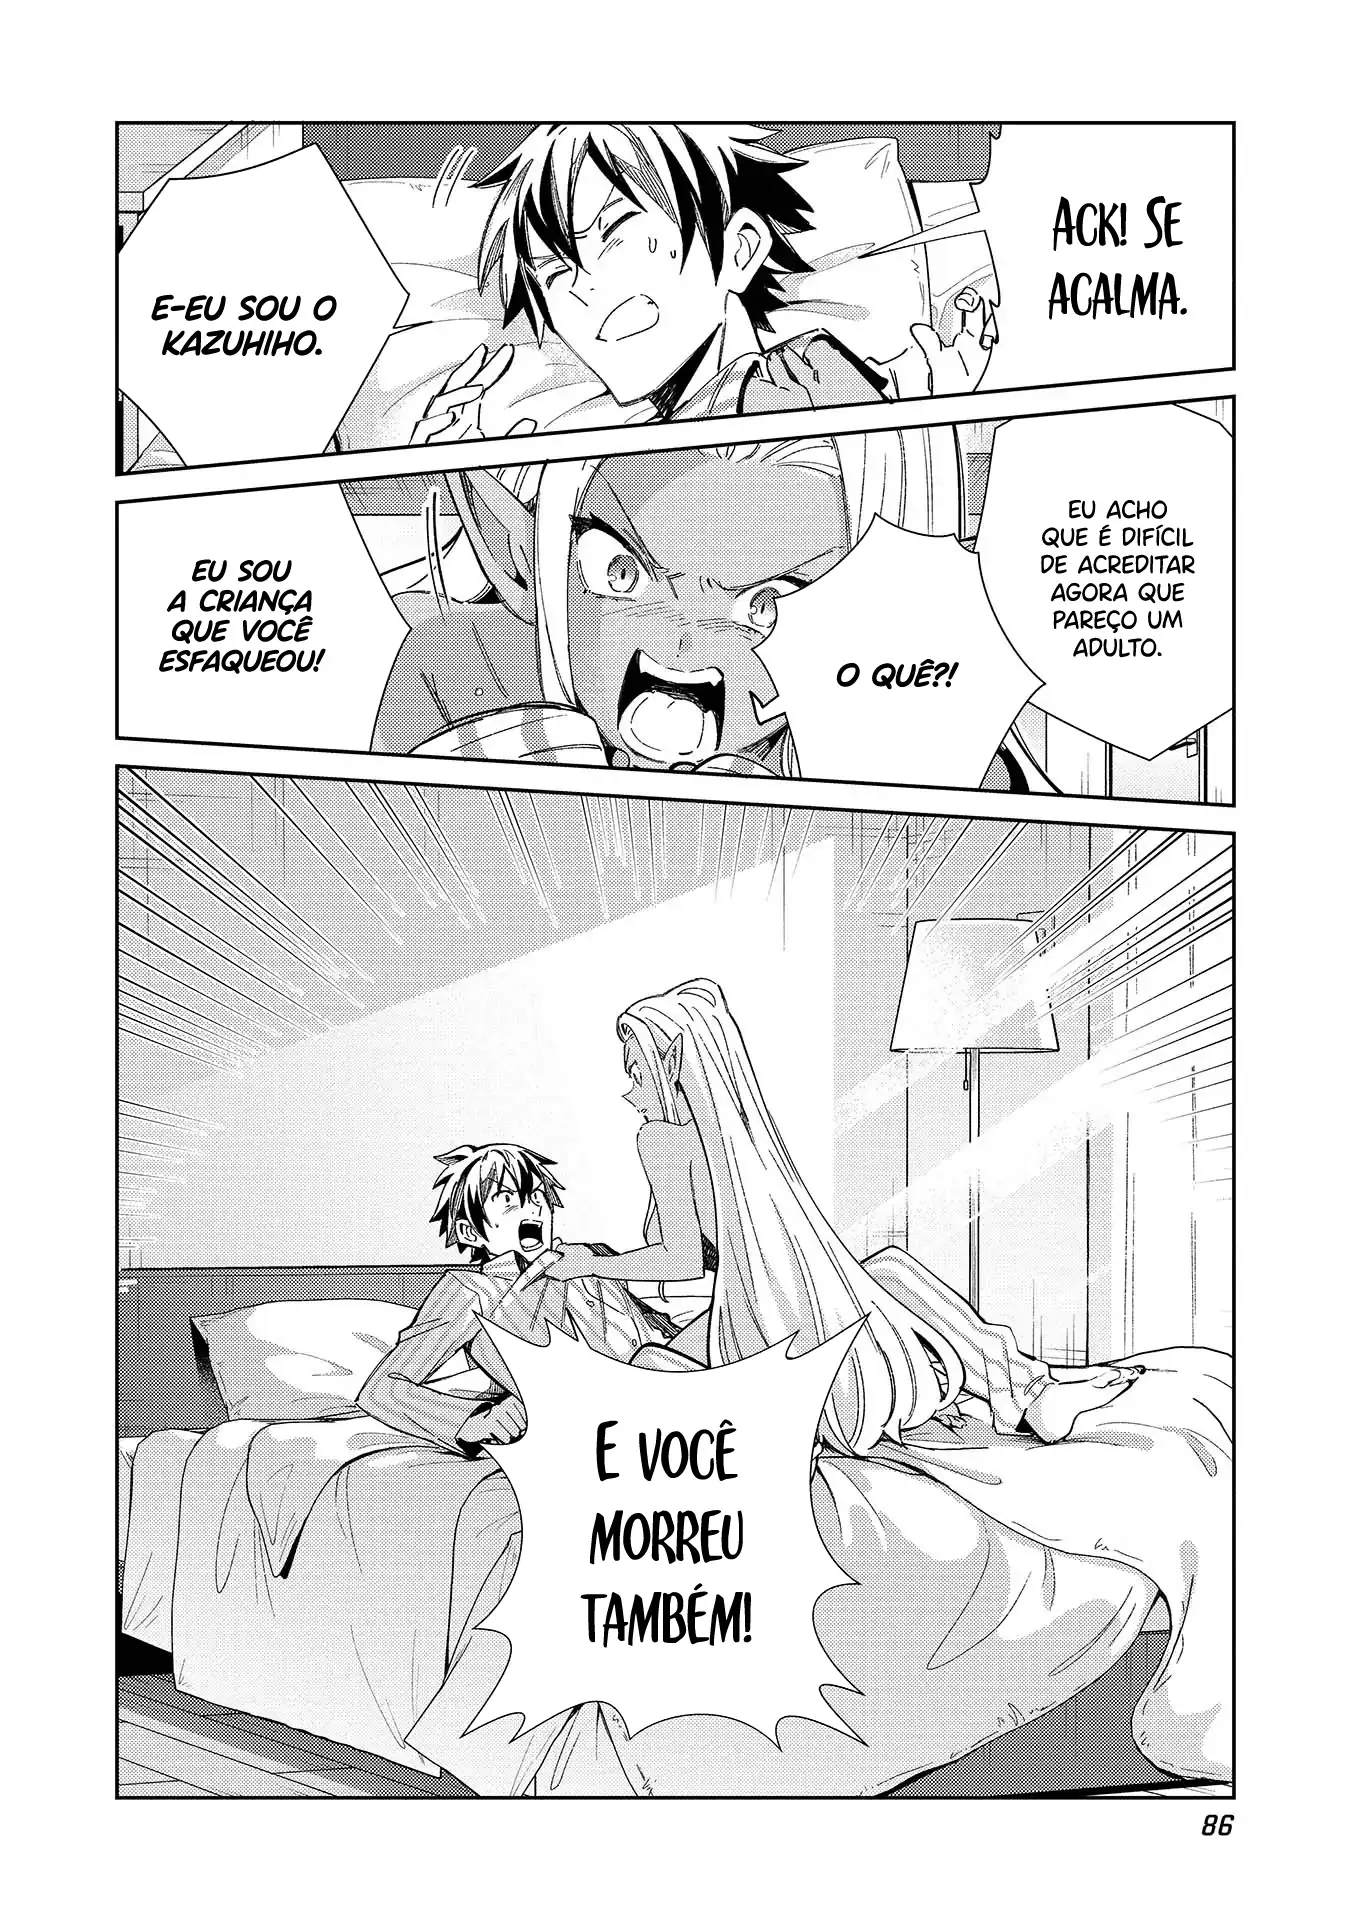 ACK! SE
ACALMA.
E-EU SOU O
KAZUHIHO.
EU ACHO
QUE É DIFÍCIL
DE ACREDITAR
AGORA QUE
PAREÇO UM
ADULTO.
O QUÊ?!
EU SOU
A CRIANÇA
QUE VOCÊ
ESFAQUEOU!
E VOCÊ
MORREU
TAMBÉM!
86